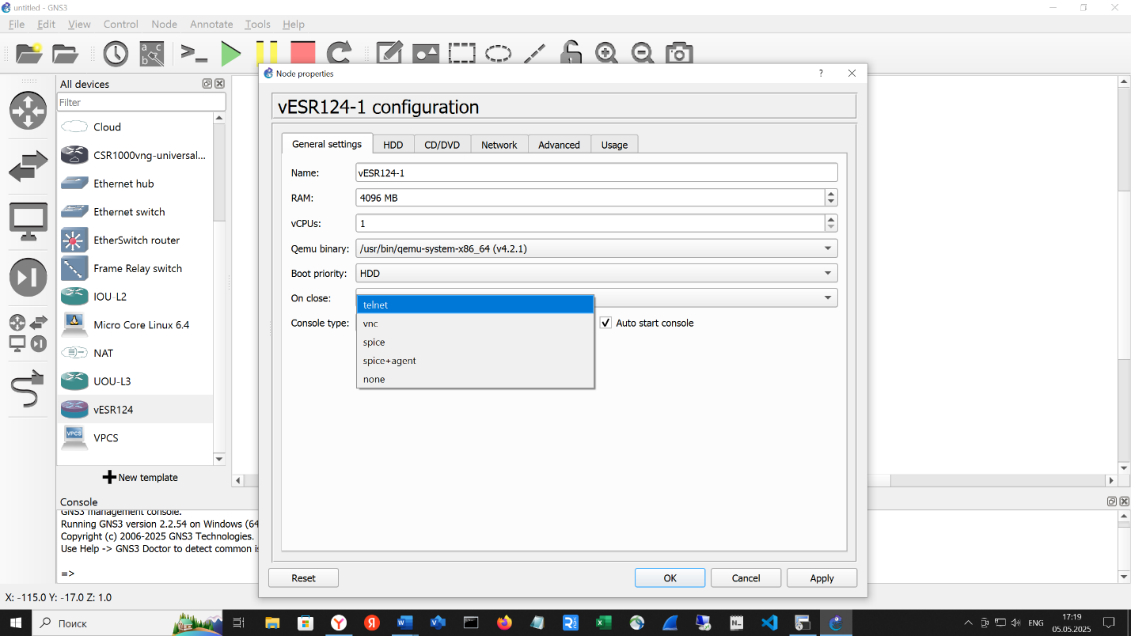 untitled - GNS3
File Edit View Control Node Annotate Tools Help
All devices
Filter
Cloud
CSR1000vng-universal...
Ethernet hub
Ethernet switch
EtherSwitch router
Frame Relay switch
IOU-L2
Micro Core Linux 6.4
NAT
UOU-L3
vESR124
VPCS
New template
Console
GNS3 management console.
Running GNS3 version 2.2.54 on Windows (64
Copyright (c) 2006-2025 GNS3 Technologies.
Use Help -> GNS3 Doctor to detect common is
=>
X: -115.0 Y: -17.0 Z: 1.0
Node properties
vESR124-1 configuration
General settings HDD CD/DVD Network Advanced Usage
Name: vESR124-1
RAM: 4096 MB
vCPUs: 1
Qemu binary: /usr/bin/qemu-system-x86_64 (v4.2.1)
Boot priority: HDD
On close:
Console type:
telnet
vnc
spice
spice+agent
none
Auto start console
Reset OK Cancel Apply
Поиск
ENG
17:19
05.05.2025